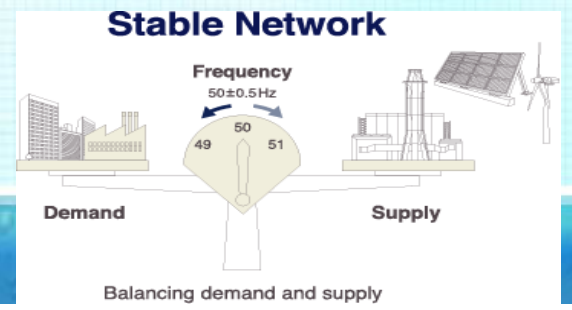 Stable Network
Frequency
50±0.5Hz
50
49
51
Demand
Supply
Balancing demand and supply